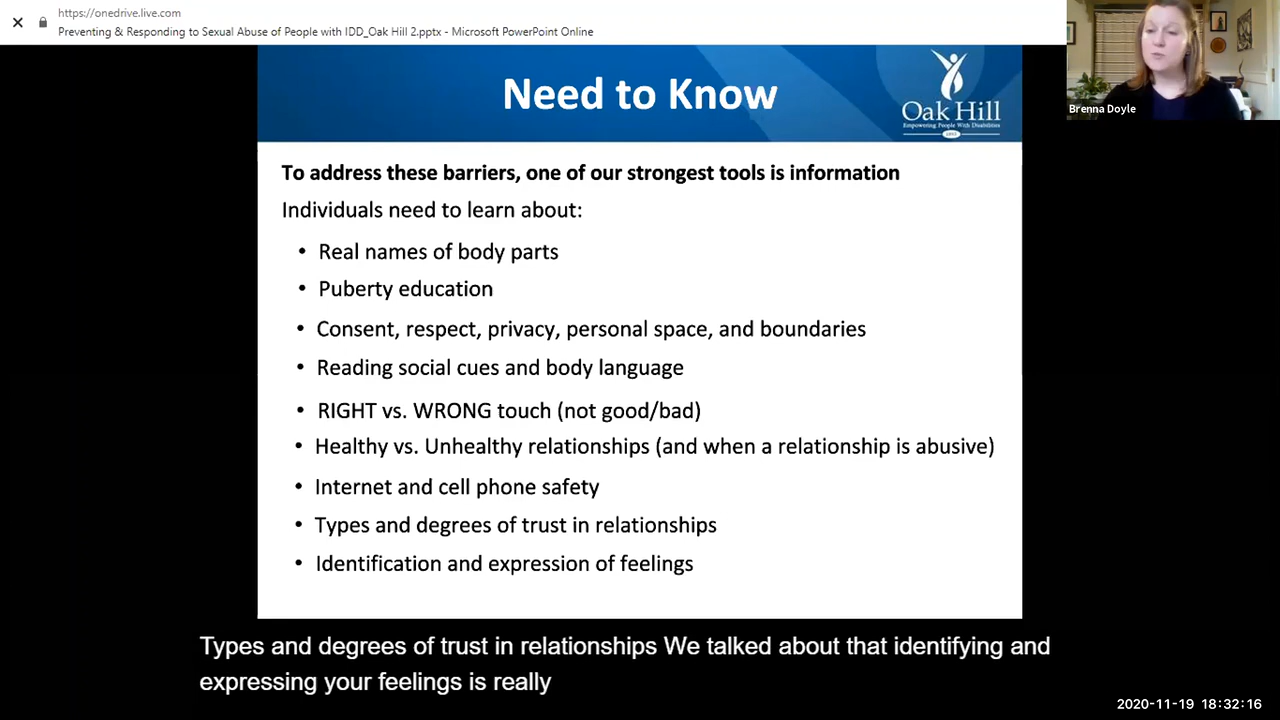 https://onedrive.live.com
Preventing & Responding to Sexual Abuse of People with IDD_Oak Hill 2.pptx - Microsoft PowerPoint Online
Brenna Doyle
Need to Know
Oak Hill
Empowering People With Disabilities
To address these barriers, one of our strongest tools is information
Individuals need to learn about:
• Real names of body parts
• Puberty education
• Consent, respect, privacy, personal space, and boundaries
• Reading social cues and body language
• RIGHT vs. WRONG touch (not good/bad)
• Healthy vs. Unhealthy relationships (and when a relationship is abusive)
• Internet and cell phone safety
• Types and degrees of trust in relationships
• Identification and expression of feelings
Types and degrees of trust in relationships We talked about that identifying and
expressing your feelings is really
2020-11-19 18:32:16